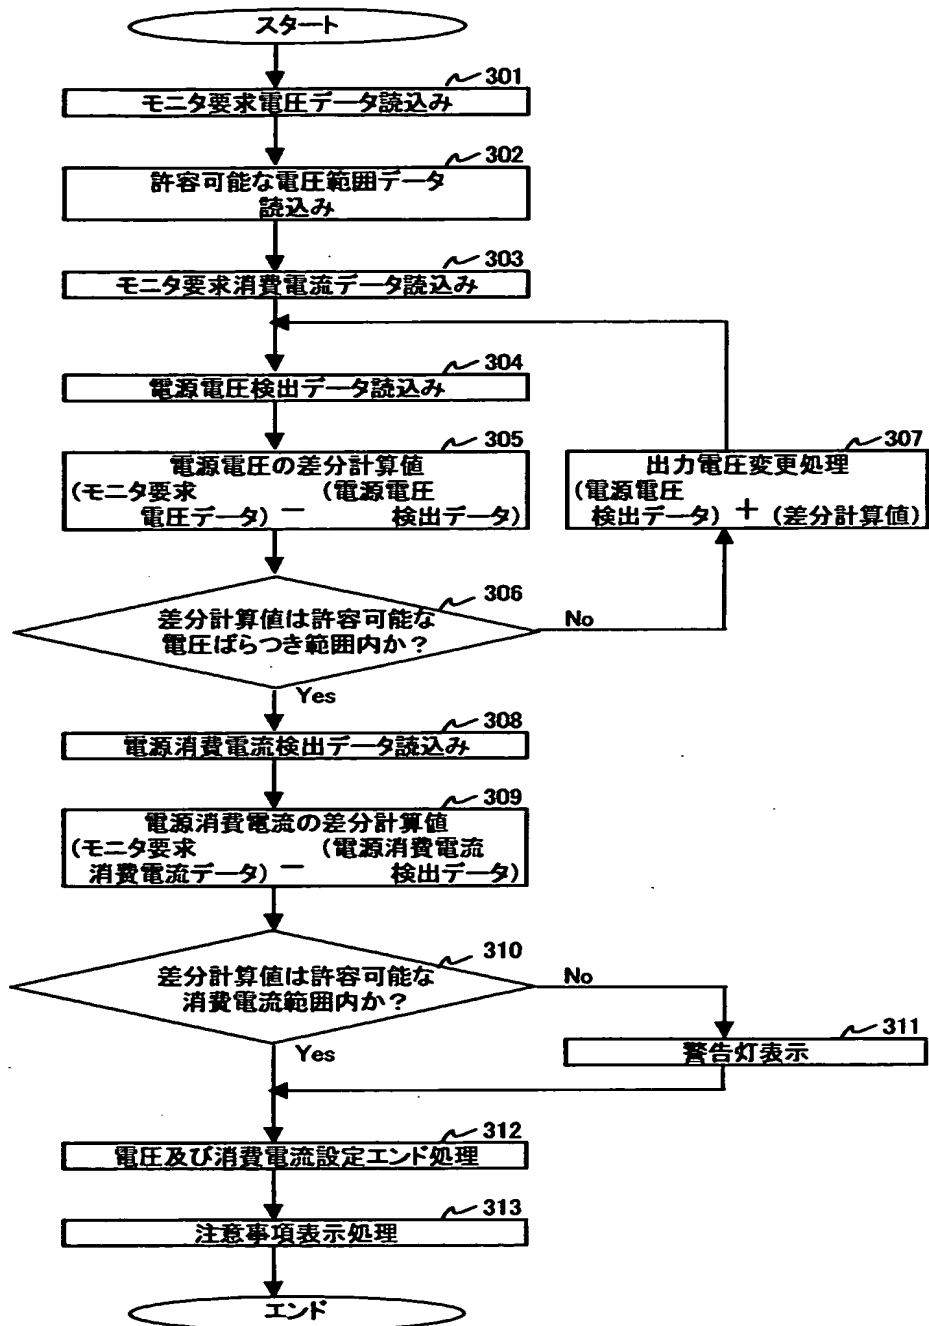 スタート
301
モニタ要求電圧データ読込み
302
許容可能な電圧範囲データ
読込み
303
モニタ要求消費電流データ読込み
304
電源電圧検出データ読込み
305
電源電圧の差分計算値
(モニタ要求 (電源電圧
電圧データ) － 検出データ)
307
出力電圧変更処理
(電源電圧
検出データ) ＋ (差分計算値)
306
差分計算値は許容可能な
電圧ばらつき範囲内か？
No
Yes
308
電源消費電流検出データ読込み
309
電源消費電流の差分計算値
(モニタ要求 (電源消費電流
消費電流データ) － 検出データ)
310
差分計算値は許容可能な
消費電流範囲内か？
No
Yes
311
警告灯表示
312
電圧及び消費電流設定エンド処理
313
注意事項表示処理
エンド